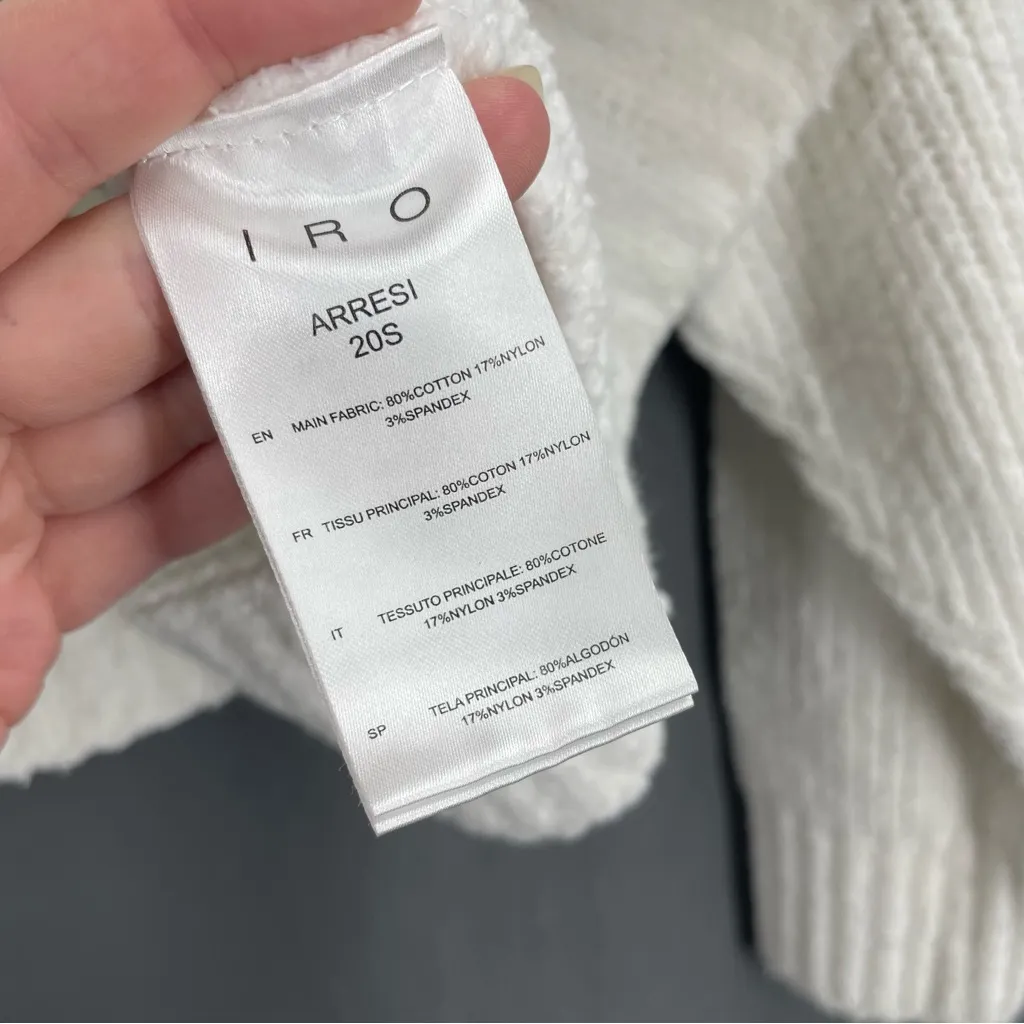 IRO
ARRESI
20S
EN MAIN FABRIC: 80%COTTON 17%NYLON
3%SPANDEX
FR TISSU PRINCIPAL: 80%COTON 17%NYLON
3%SPANDEX
IT TESSUTO PRINCIPALE: 80%COTONE
17%NYLON 3%SPANDEX
SP TELA PRINCIPAL: 80%ALGODÓN
17%NYLON 3%SPANDEX